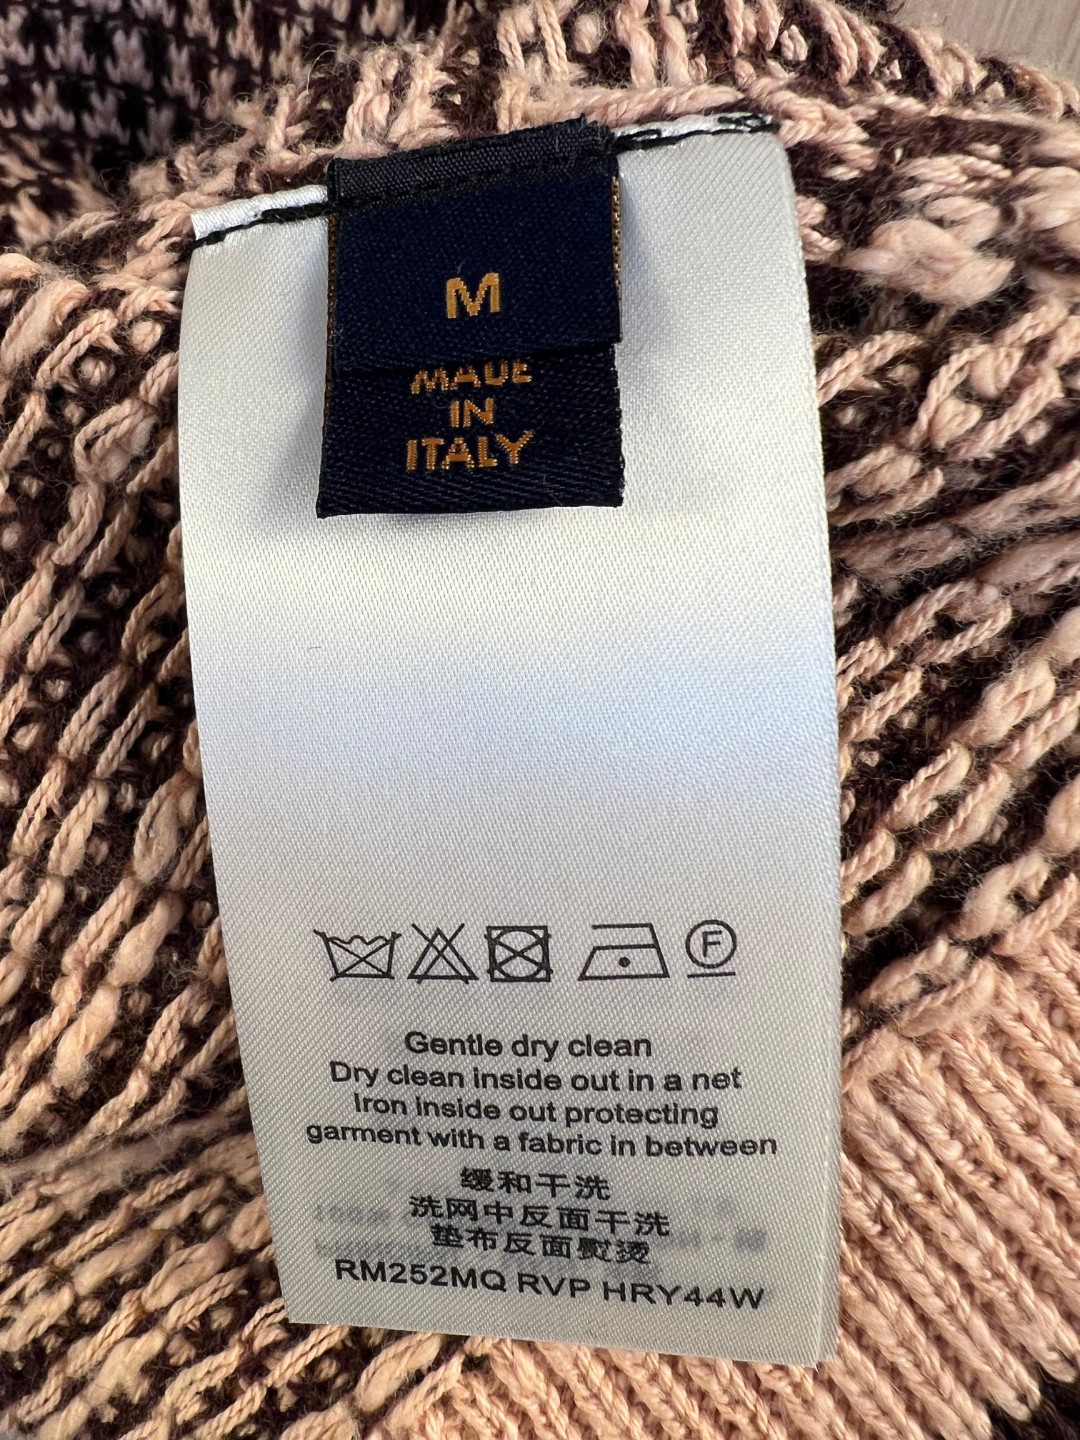 M
MADE
IN
ITALY
F
Gentle dry clean
Dry clean inside out in a net
Iron inside out protecting
garment with a fabric in between
缓和干洗
洗网中反面干洗
垫布反面熨烫
RM252MQ RVP HRY44W